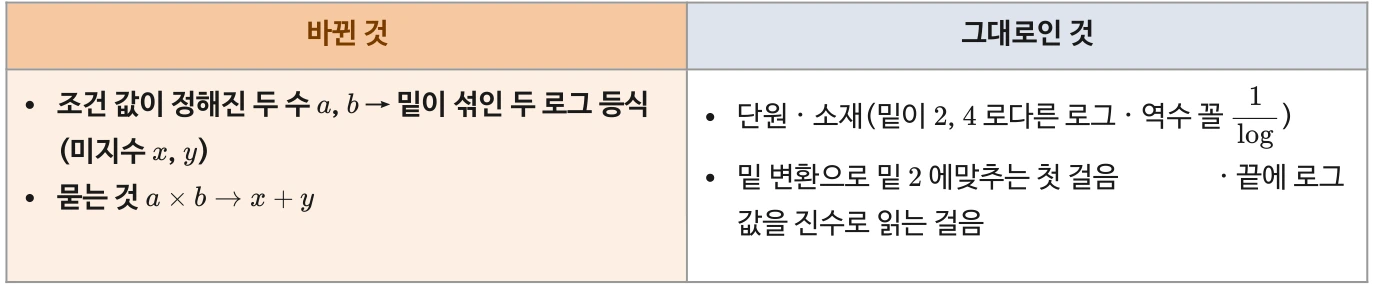 바뀐 것
그대로인 것
• 조건 값이 정해진 두 수 a, b → 밑이 섞인 두 로그 등식
(미지수 x, y)
• 묻는 것 a × b → x + y
• 단원 · 소재(밑이 2, 4 로다른 로그 · 역수 꼴 1/log)
• 밑 변환으로 밑 2 에맞추는 첫 걸음 · 끝에 로그
값을 진수로 읽는 걸음